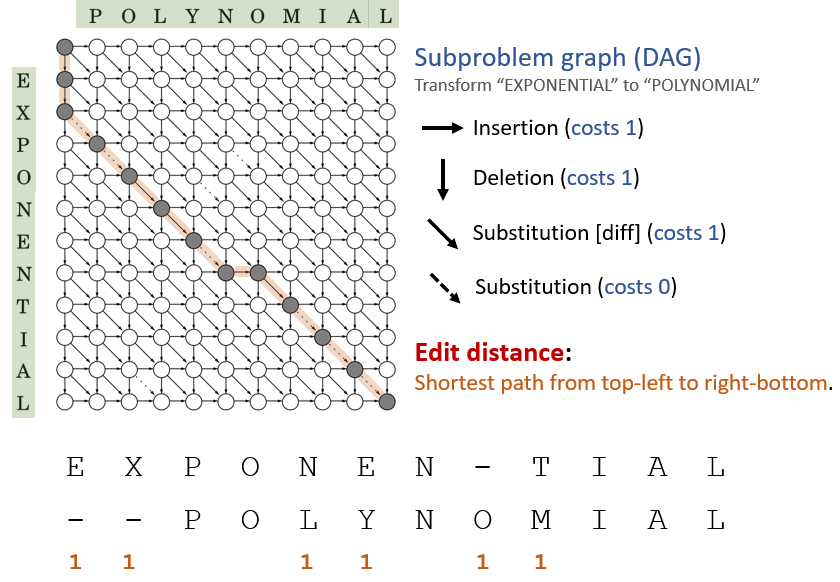 P O L Y N O M I A L
E
X
P
O
N
E
N
T
I
A
L
Subproblem graph (DAG)
Transform “EXPONENTIAL” to “POLYNOMIAL”
Insertion (costs 1)
Deletion (costs 1)
Substitution [diff] (costs 1)
Substitution (costs 0)
Edit distance:
Shortest path from top-left to right-bottom.
E X P O N E N - T I A L
- - P O L Y N O M I A L
1 1 1 1 1 1